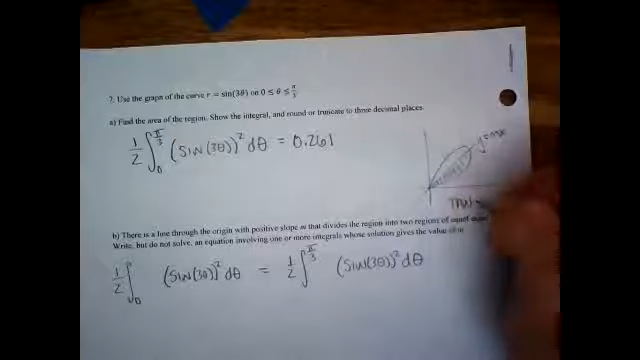 7. Use the graph of the curve r = sin(3θ) on 0 ≤ θ ≤ π/3
a) Find the area of the region. Show the integral, and round or truncate to three decimal places.
1/2 ∫₀^(π/3) (sin(3θ))² dθ = 0.261
y=mx
b) There is a line through the origin with positive slope m that divides the region into two regions of equal
Write, but do not solve, an equation involving one or more integrals whose solution gives the value of m
1/2 ∫₀ (sin(3θ))² dθ = 1/2 ∫^(π/3) (sin(3θ))² dθ